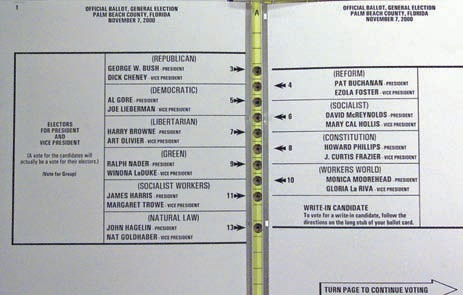 1
OFFICIAL BALLOT, GENERAL ELECTION
PALM BEACH COUNTY, FLORIDA
NOVEMBER 7, 2000
ELECTORS
FOR PRESIDENT
AND
VICE PRESIDENT
(A vote for the candidates will
actually be a vote for their electors.)
(Vote for Group)
(REPUBLICAN)
GEORGE W. BUSH - PRESIDENT
DICK CHENEY - VICE PRESIDENT
3
(DEMOCRATIC)
AL GORE - PRESIDENT
JOE LIEBERMAN - VICE PRESIDENT
5
(LIBERTARIAN)
HARRY BROWNE - PRESIDENT
ART OLIVIER - VICE PRESIDENT
7
(GREEN)
RALPH NADER - PRESIDENT
WINONA LaDUKE - VICE PRESIDENT
9
(SOCIALIST WORKERS)
JAMES HARRIS - PRESIDENT
MARGARET TROWE - VICE PRESIDENT
11
(NATURAL LAW)
JOHN HAGELIN - PRESIDENT
NAT GOLDHABER - VICE PRESIDENT
13
A
OFFICIAL BALLOT, GENERAL ELECTION
PALM BEACH COUNTY, FLORIDA
NOVEMBER 7, 2000
(REFORM)
4
PAT BUCHANAN - PRESIDENT
EZOLA FOSTER - VICE PRESIDENT
(SOCIALIST)
6
DAVID McREYNOLDS - PRESIDENT
MARY CAL HOLLIS - VICE PRESIDENT
(CONSTITUTION)
8
HOWARD PHILLIPS - PRESIDENT
J. CURTIS FRAZIER - VICE PRESIDENT
(WORKERS WORLD)
10
MONICA MOOREHEAD - PRESIDENT
GLORIA La RIVA - VICE PRESIDENT
WRITE-IN CANDIDATE
To vote for a write-in candidate, follow the
directions on the long stub of your ballot card.
TURN PAGE TO CONTINUE VOTING